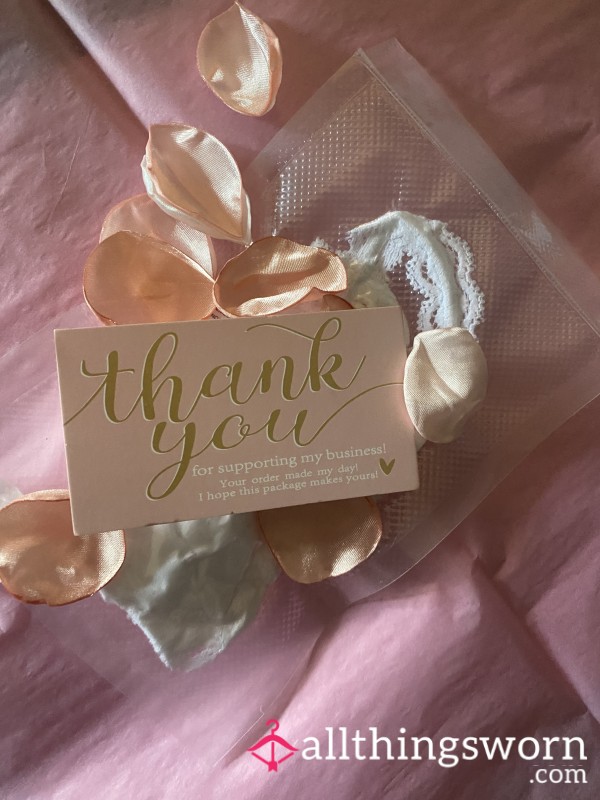 thank
you
for supporting my business!
Your order made my day!
I hope this package makes yours!
allthingsworn
.com